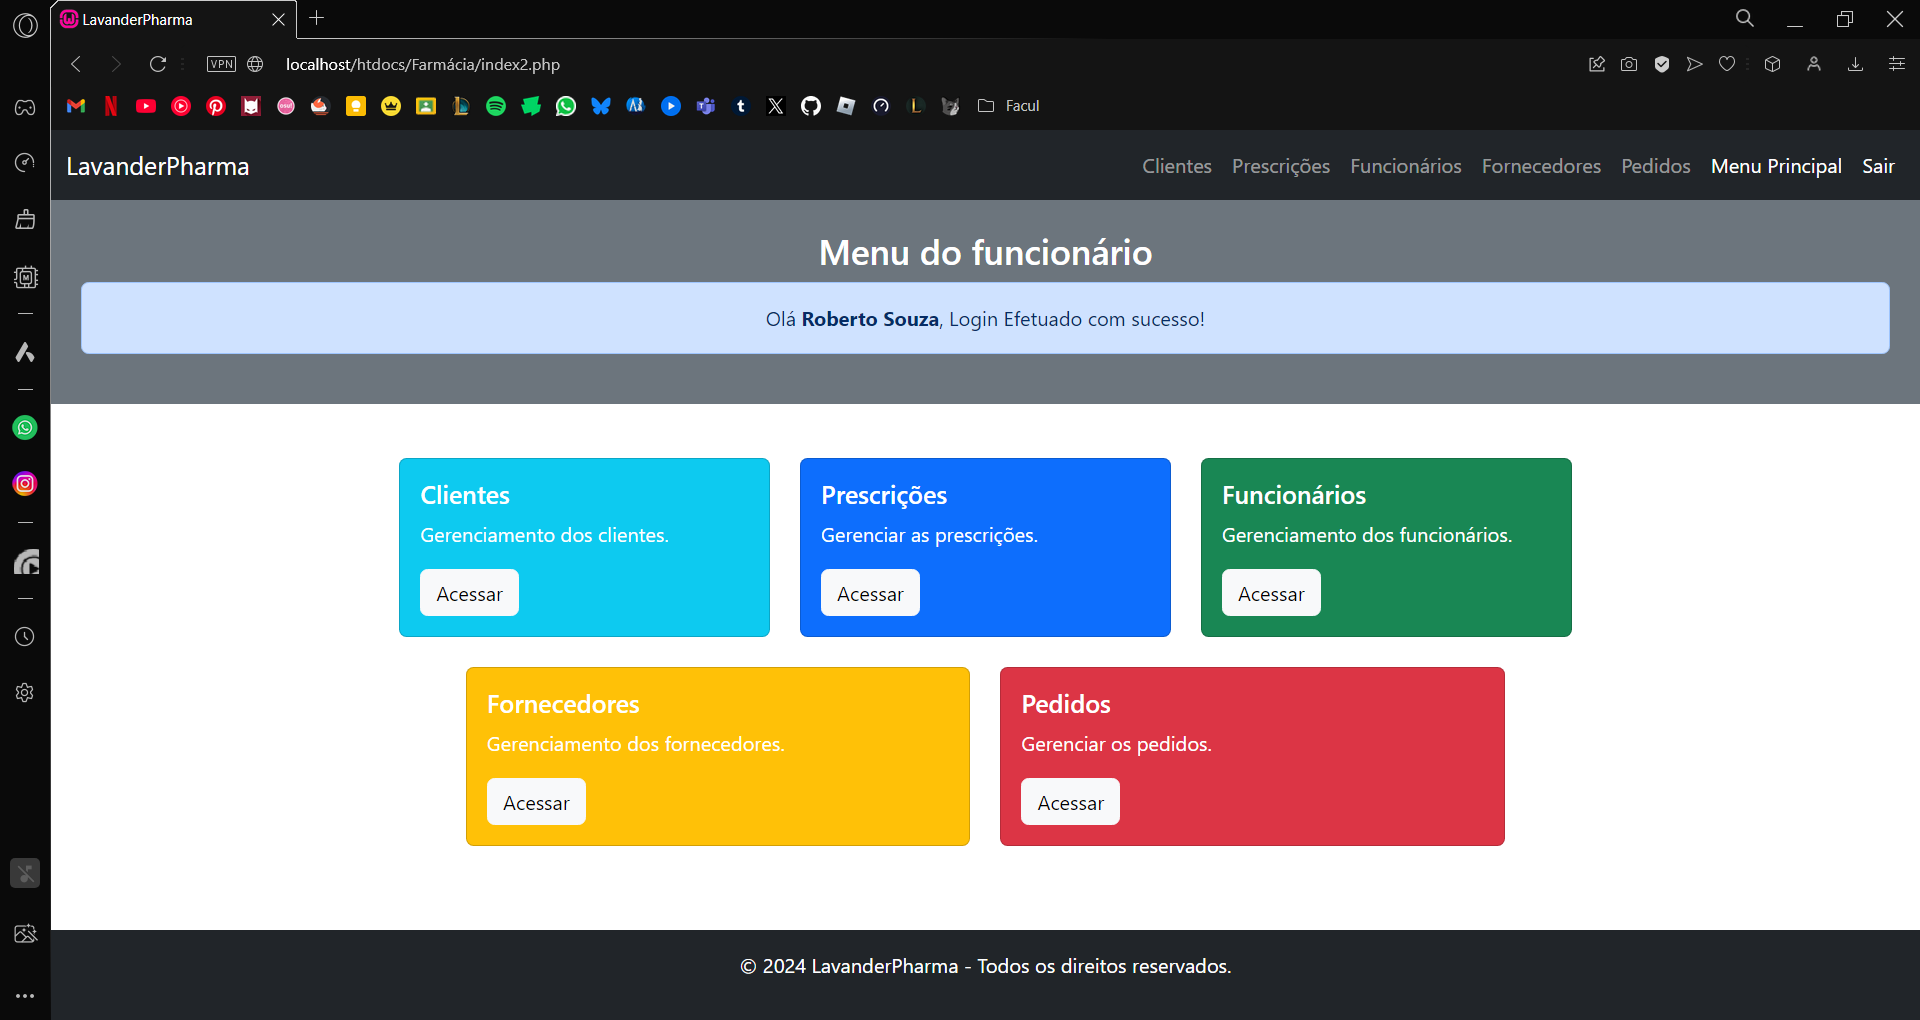 LavanderPharma
VPN localhost/htdocs/Farmácia/index2.php
Facul
LavanderPharma Clientes Prescrições Funcionários Fornecedores Pedidos Menu Principal Sair
Menu do funcionário
Olá Roberto Souza, Login Efetuado com sucesso!
Clientes
Gerenciamento dos clientes.
Acessar
Prescrições
Gerenciar as prescrições.
Acessar
Funcionários
Gerenciamento dos funcionários.
Acessar
Fornecedores
Gerenciamento dos fornecedores.
Acessar
Pedidos
Gerenciar os pedidos.
Acessar
© 2024 LavanderPharma - Todos os direitos reservados.